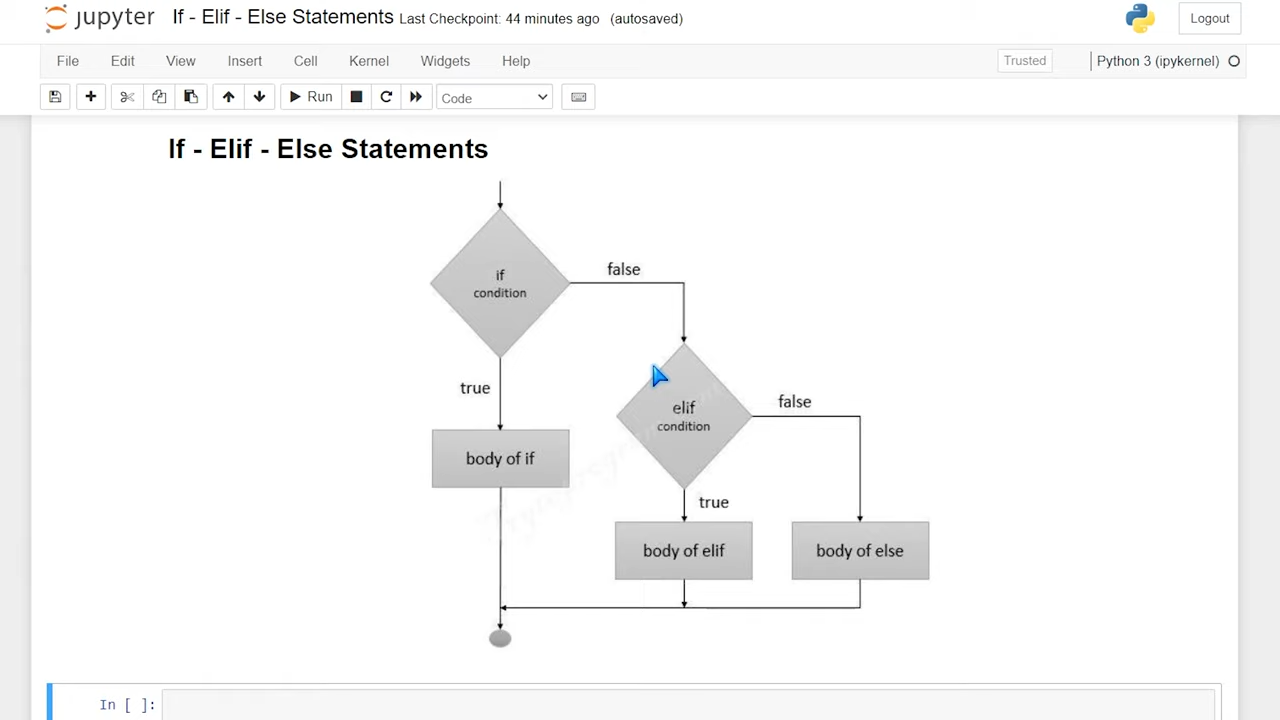 jupyter If - Elif - Else Statements Last Checkpoint: 44 minutes ago (autosaved) Logout
File Edit View Insert Cell Kernel Widgets Help Trusted Python 3 (ipykernel)
Run Code
If - Elif - Else Statements
if
condition
false
true
elif
condition
false
body of if
true
body of elif
body of else
In [ ]: